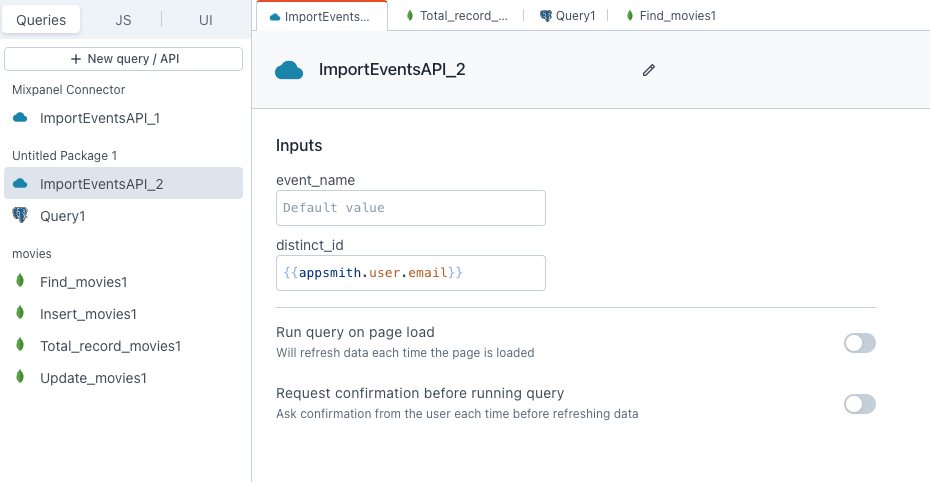 Queries
JS
UI
ImportEvents...
Total_record_...
Query1
Find_movies1
+ New query / API
Mixpanel Connector
ImportEventsAPI_1
Untitled Package 1
ImportEventsAPI_2
Query1
movies
Find_movies1
Insert_movies1
Total_record_movies1
Update_movies1
ImportEventsAPI_2
Inputs
event_name
Default value
distinct_id
{{appsmith.user.email}}
Run query on page load
Will refresh data each time the page is loaded
Request confirmation before running query
Ask confirmation from the user each time before refreshing data